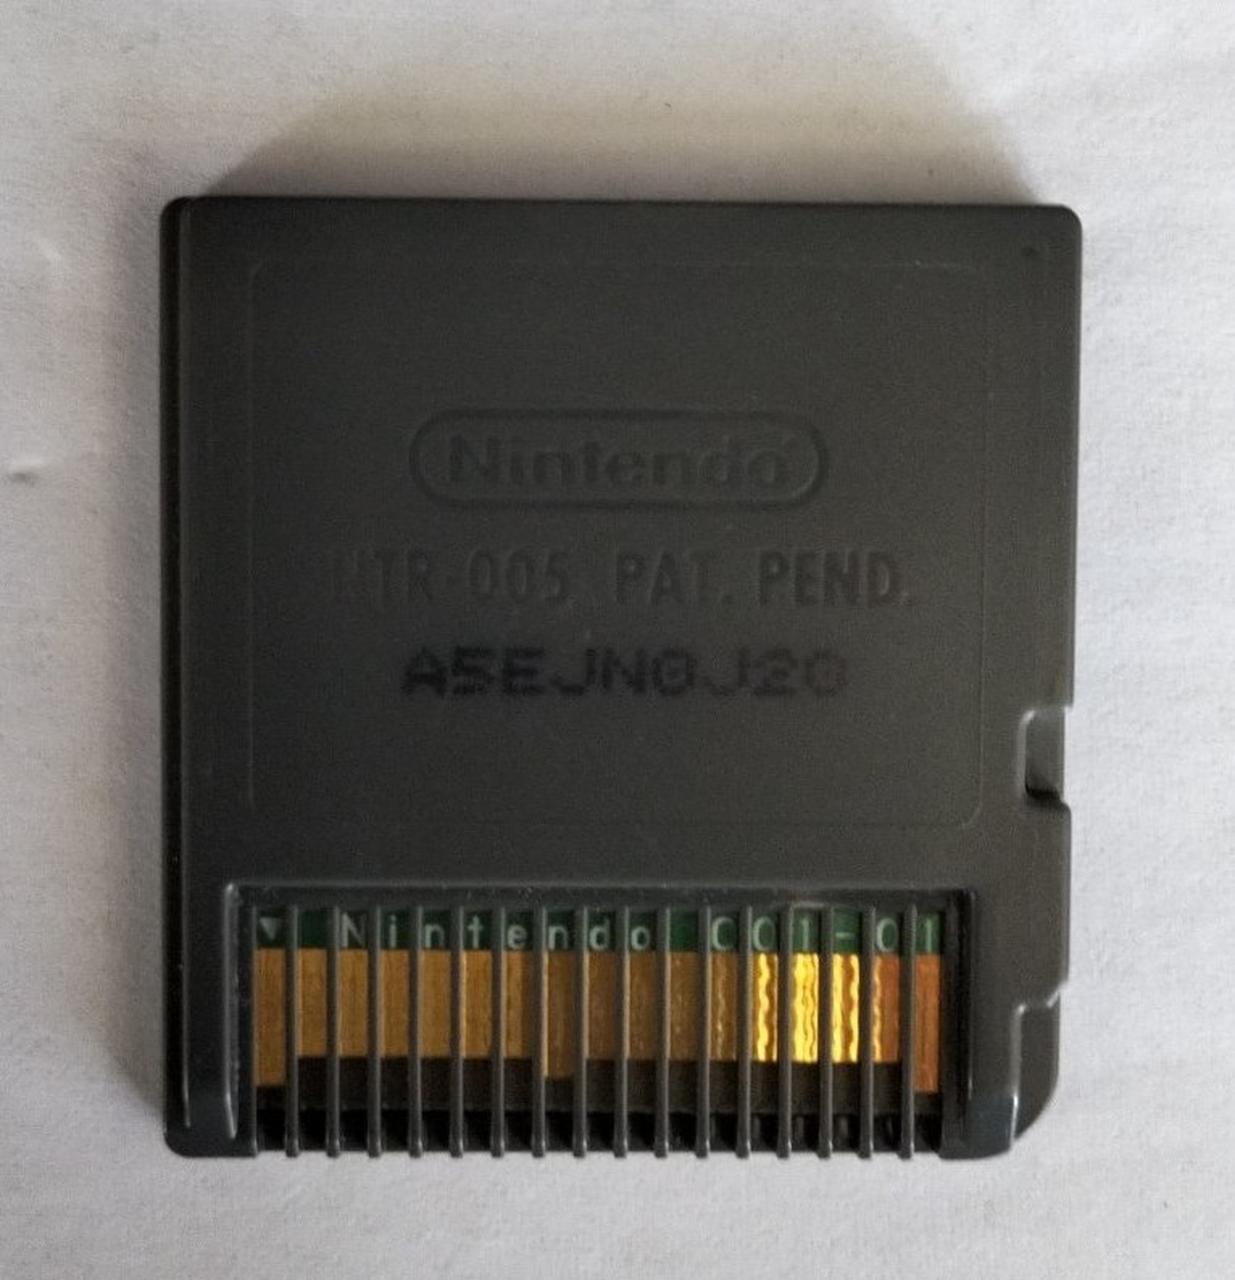 Nintendo
NTR-005 PAT. PEND.
A5EJN0J20
▼ Nintendo C01-01